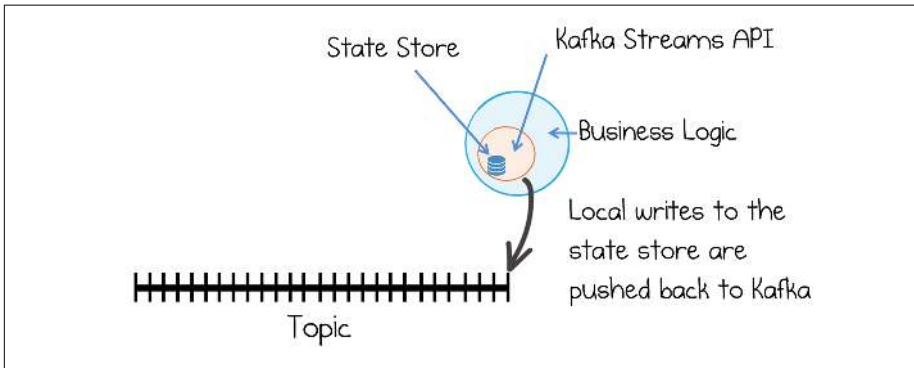 State Store
Kafka Streams API
Business Logic
Local writes to the
state store are
pushed back to Kafka
Topic